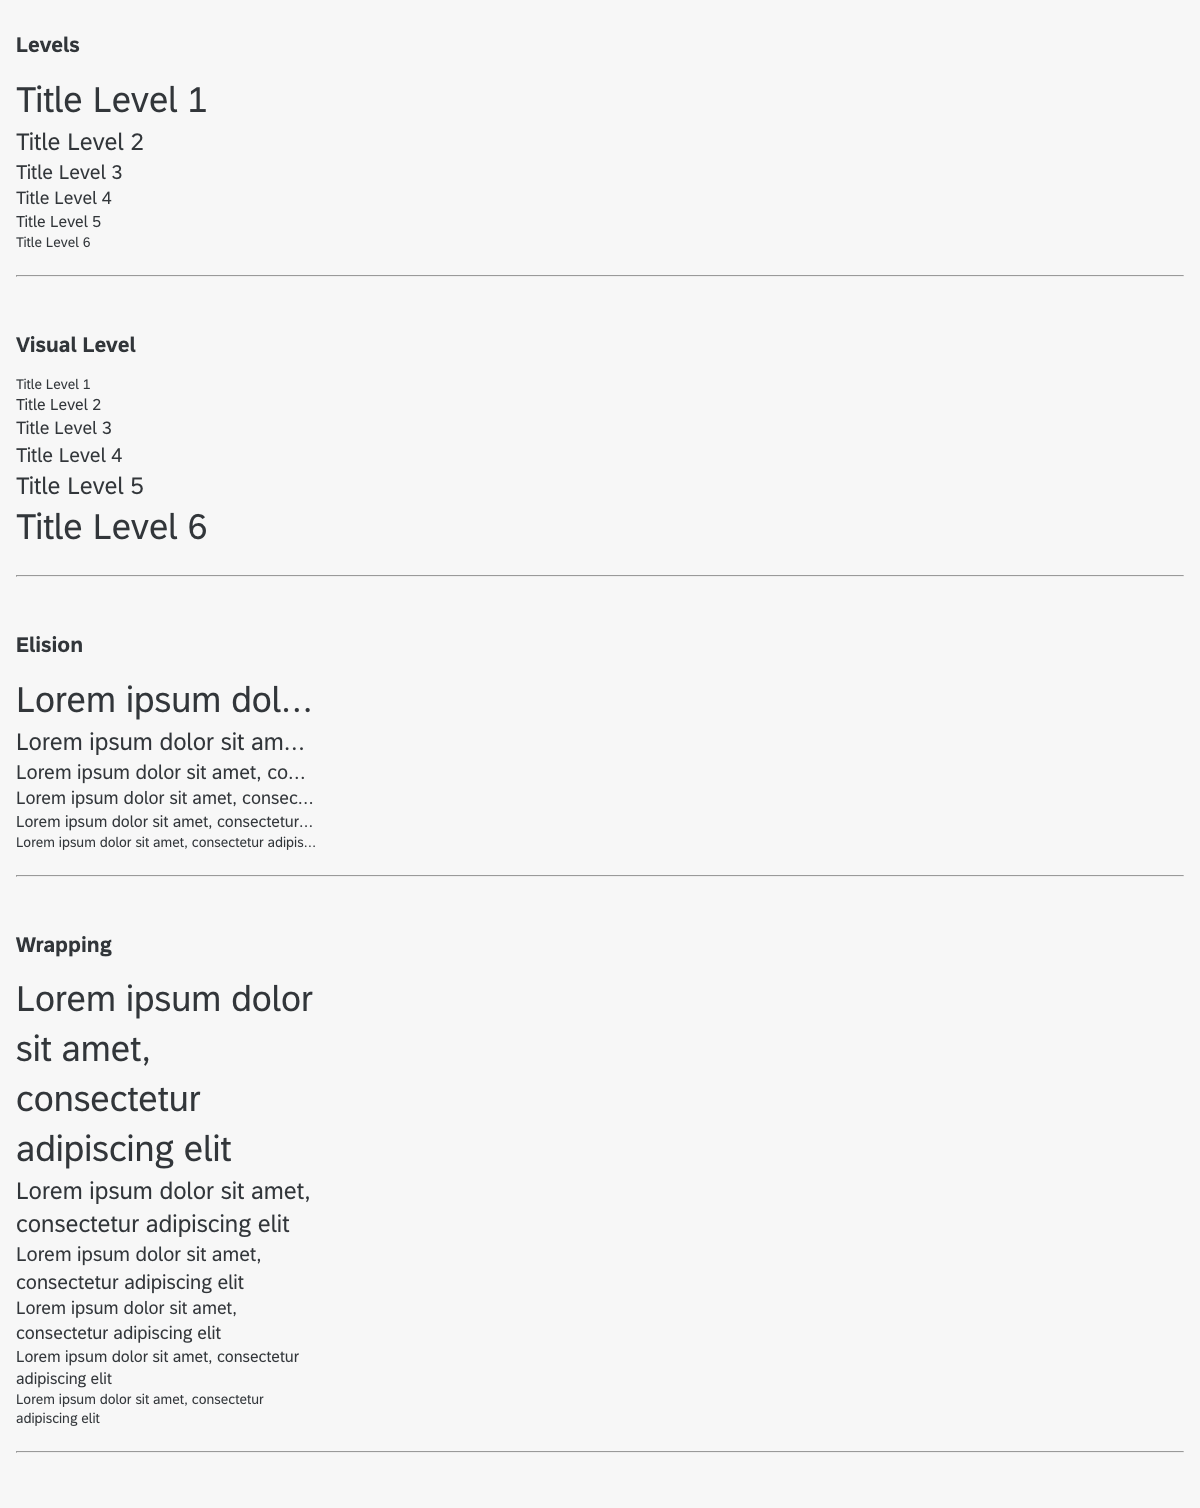 Levels
Title Level 1
Title Level 2
Title Level 3
Title Level 4
Title Level 5
Title Level 6
Visual Level
Title Level 1
Title Level 2
Title Level 3
Title Level 4
Title Level 5
Title Level 6
Elision
Lorem ipsum dol…
Lorem ipsum dolor sit am…
Lorem ipsum dolor sit amet, co…
Lorem ipsum dolor sit amet, consec…
Lorem ipsum dolor sit amet, consectetur…
Lorem ipsum dolor sit amet, consectetur adipis…
Wrapping
Lorem ipsum dolor
sit amet,
consectetur
adipiscing elit
Lorem ipsum dolor sit amet,
consectetur adipiscing elit
Lorem ipsum dolor sit amet,
consectetur adipiscing elit
Lorem ipsum dolor sit amet,
consectetur adipiscing elit
Lorem ipsum dolor sit amet, consectetur
adipiscing elit
Lorem ipsum dolor sit amet, consectetur
adipiscing elit